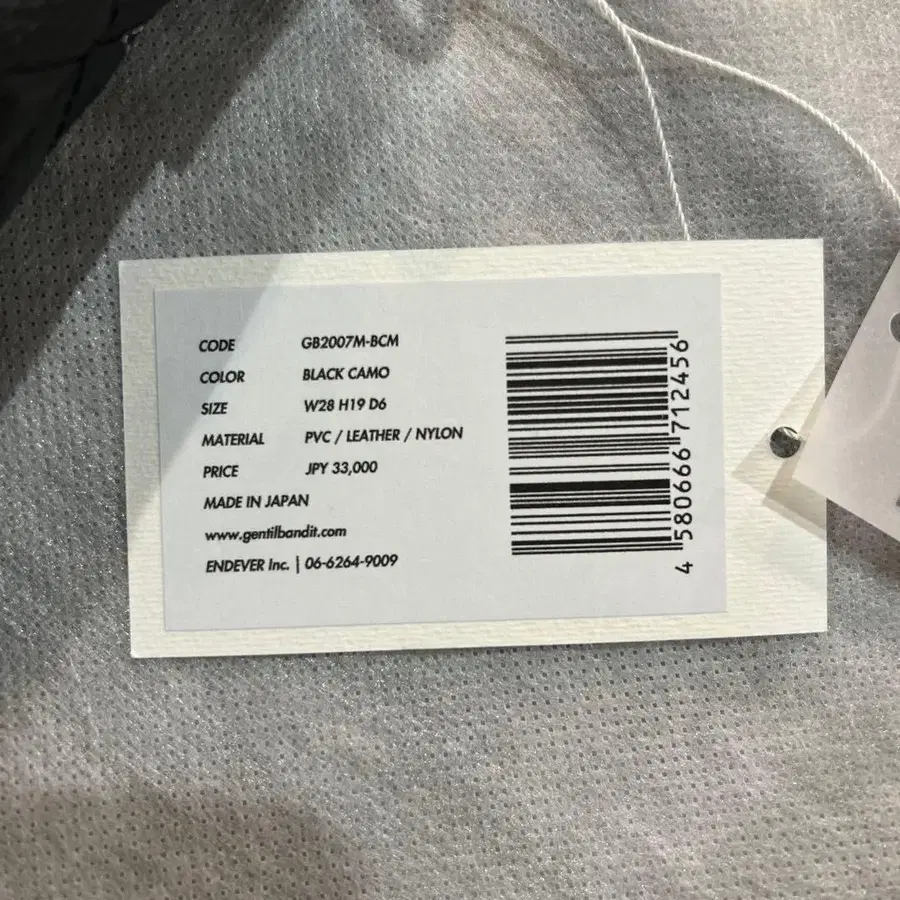 CODE GB2007M-BCM
COLOR BLACK CAMO
SIZE W28 H19 D6
MATERIAL PVC / LEATHER / NYLON
PRICE JPY 33,000
MADE IN JAPAN
www.gentilbandit.com
ENDEVER Inc. | 06-6264-9009
4 580666 712456